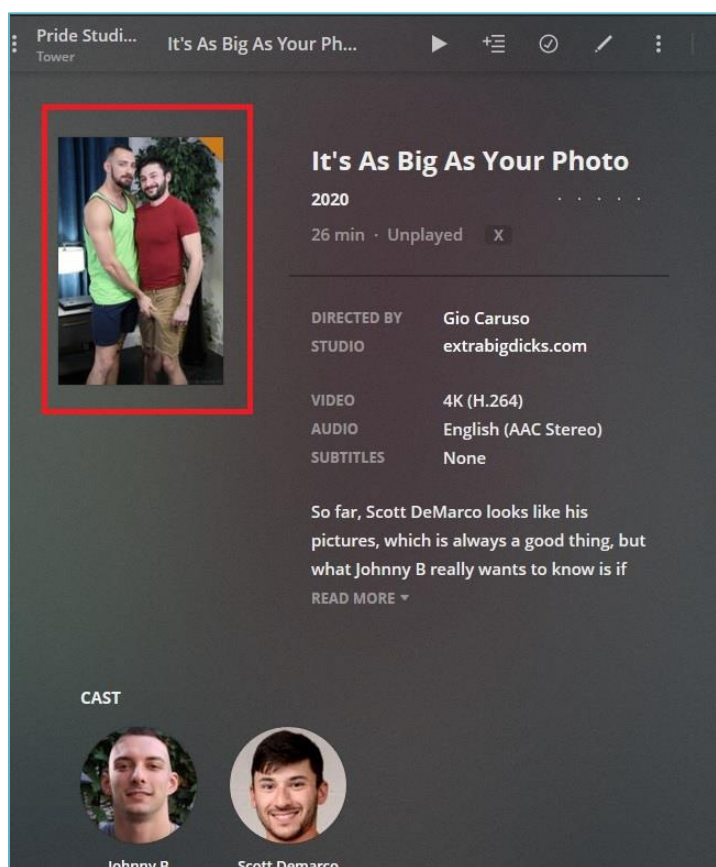 Pride Studi...
Tower
It's As Big As Your Ph...
It's As Big As Your Photo
2020
26 min · Unplayed X
DIRECTED BY Gio Caruso
STUDIO extrabigdicks.com
VIDEO 4K (H.264)
AUDIO English (AAC Stereo)
SUBTITLES None
So far, Scott DeMarco looks like his
pictures, which is always a good thing, but
what Johnny B really wants to know is if
READ MORE
CAST
Johnny B
Scott Demarco